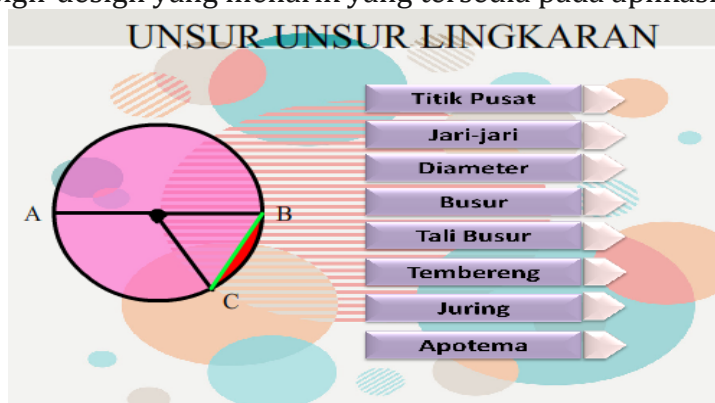 UNSUR UNSUR LINGKARAN
Titik Pusat
Jari-jari
Diameter
Busur
Tali Busur
Tembereng
Juring
Apotema
A
B
C